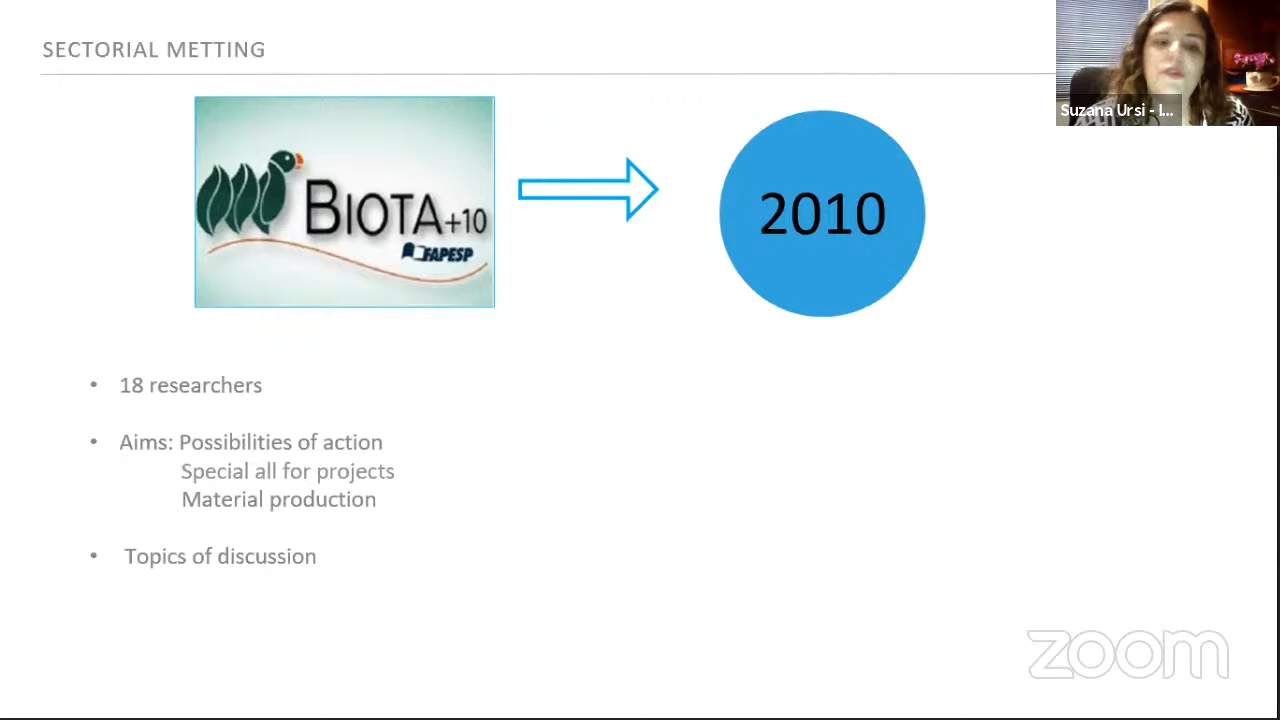 SECTORIAL METTING
Suzana Ursi - I...
BIOTA+10
FAPESP
2010
• 18 researchers
• Aims: Possibilities of action
Special all for projects
Material production
• Topics of discussion
zoom